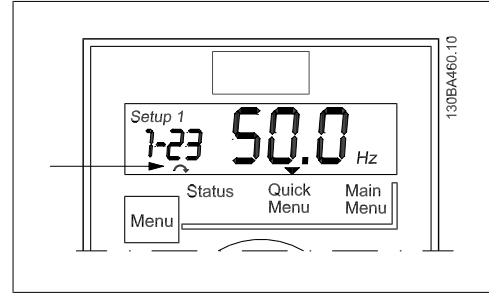 130BA460.10
Setup 1
1-23 50.0 Hz
Status Quick Menu Main Menu
Menu